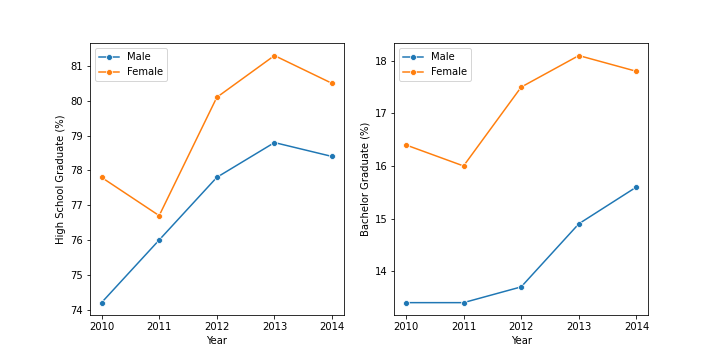 Male
Female
High School Graduate (%)
81
80
79
78
77
76
75
74
2010 2011 2012 2013 2014
Year
Male
Female
Bachelor Graduate (%)
18
17
16
15
14
2010 2011 2012 2013 2014
Year